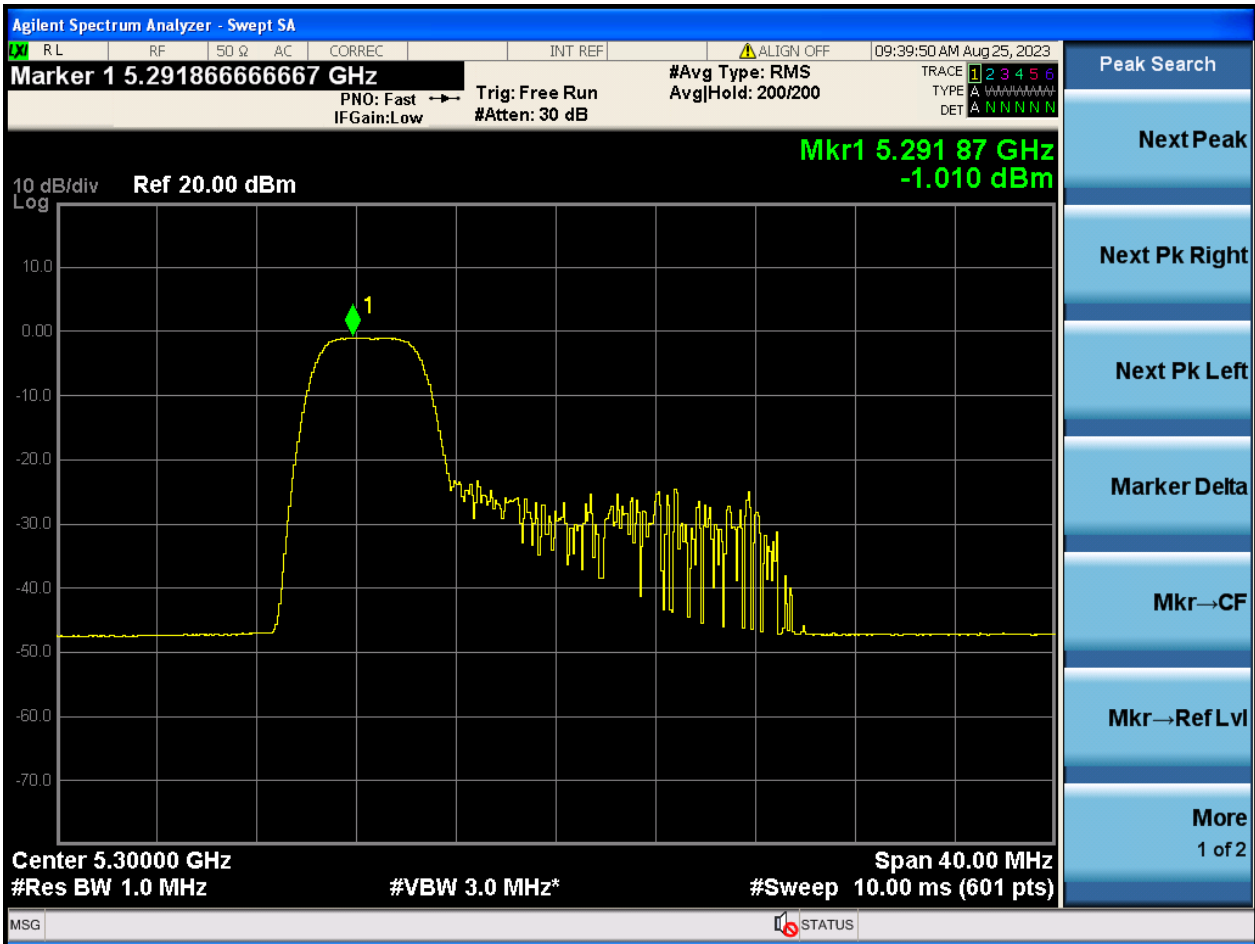 Agilent Spectrum Analyzer - Swept SA
LXI RL RF 50 Ω AC CORREC INT REF ALIGN OFF 09:39:50 AM Aug 25, 2023
Marker 1 5.291866666667 GHz
PNO: Fast
IFGain:Low
Trig: Free Run
#Atten: 30 dB
#Avg Type: RMS
Avg|Hold: 200/200
TRACE 1 2 3 4 5 6
TYPE A WWWWW
DET A N N N N N
Mkr1 5.291 87 GHz
-1.010 dBm
10 dB/div Ref 20.00 dBm
Log
10.0
0.00
-10.0
-20.0
-30.0
-40.0
-50.0
-60.0
-70.0
1
Center 5.30000 GHz Span 40.00 MHz
#Res BW 1.0 MHz #VBW 3.0 MHz* #Sweep 10.00 ms (601 pts)
MSG STATUS
Peak Search
Next Peak
Next Pk Right
Next Pk Left
Marker Delta
Mkr→CF
Mkr→Ref Lvl
More
1 of 2